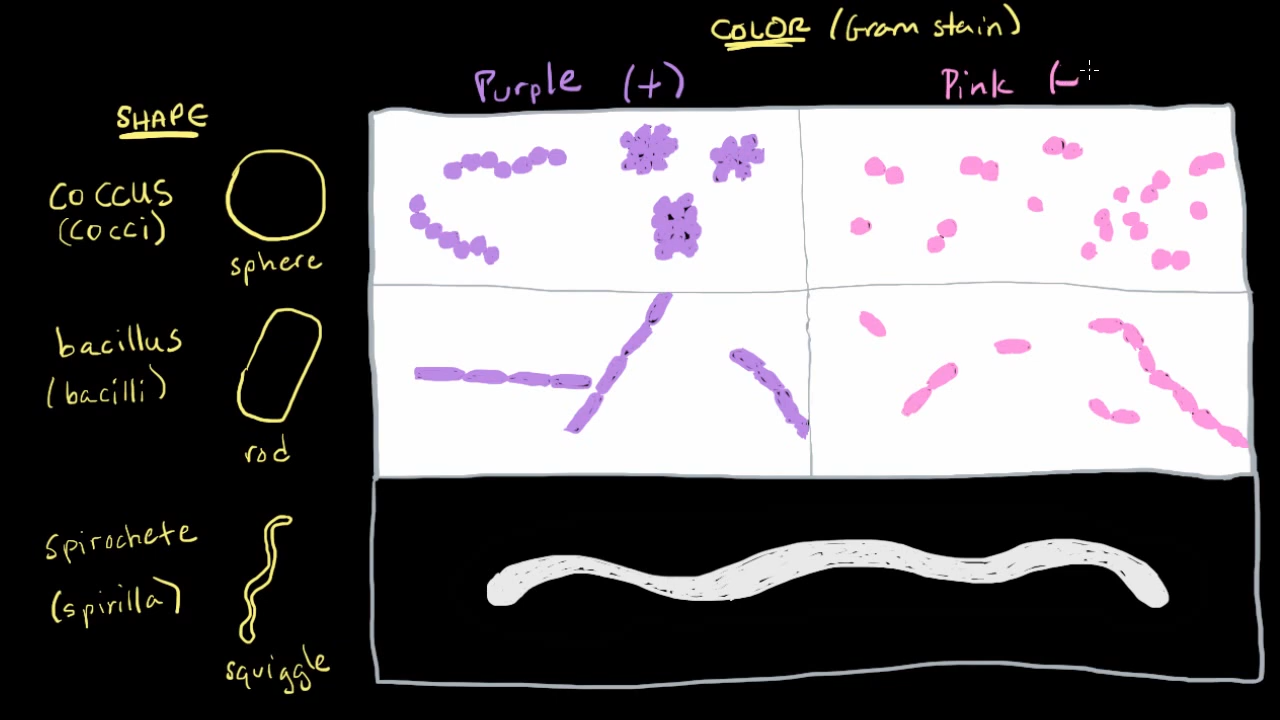 COLOR (Gram stain)
Purple (+)
Pink (-
SHAPE
coccus
(cocci)
sphere
bacillus
(bacilli)
rod
spirochete
(spirilla)
squiggle